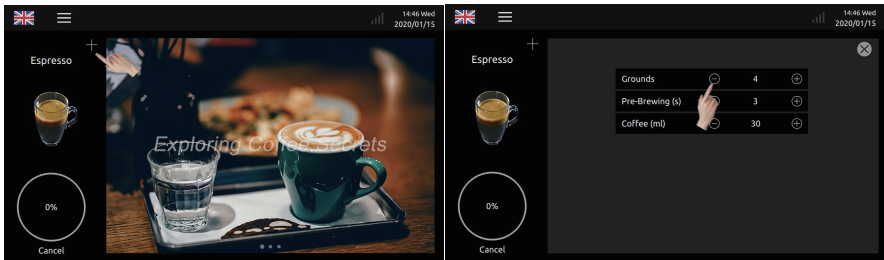 14:46 Wed
2020/01/15
Espresso
Exploring Coffee Secrets
0%
Cancel
14:46 Wed
2020/01/15
Espresso
Grounds 4
Pre-Brewing (s) 3
Coffee (ml) 30
0%
Cancel